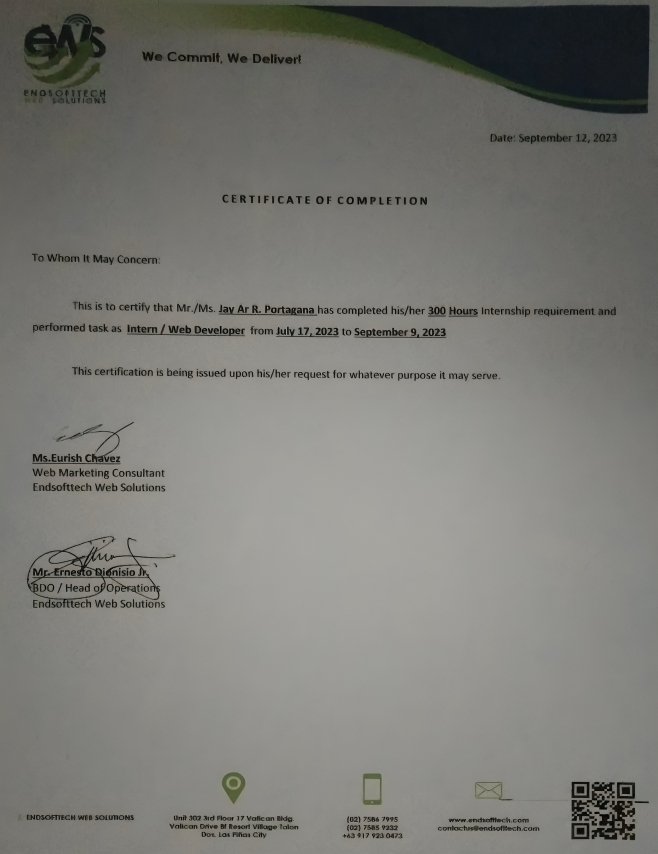 EWS
ENDSOFTTECH
WEB SOLUTIONS
We Commit, We Deliver!
Date: September 12, 2023
CERTIFICATE OF COMPLETION
To Whom It May Concern:
This is to certify that Mr./Ms. Jay Ar R. Portagana has completed his/her 300 Hours Internship requirement and
performed task as Intern / Web Developer from July 17, 2023 to September 9, 2023
This certification is being issued upon his/her request for whatever purpose it may serve.
Ms.Eurish Chavez
Web Marketing Consultant
Endsofttech Web Solutions
Mr. Ernesto Dionisio Jr.
BDO / Head of Operations
Endsofttech Web Solutions
ENDSOFTTECH WEB SOLUTIONS
Unit 302 3rd Floor 17 Vatican Bldg.
Vatican Drive Bf Resort Village Talon
Dos. Las Piñas City
(02) 7586 7995
(02) 7585 9232
+63 917 923 0473
www.endsofttech.com
contactus@endsofttech.com